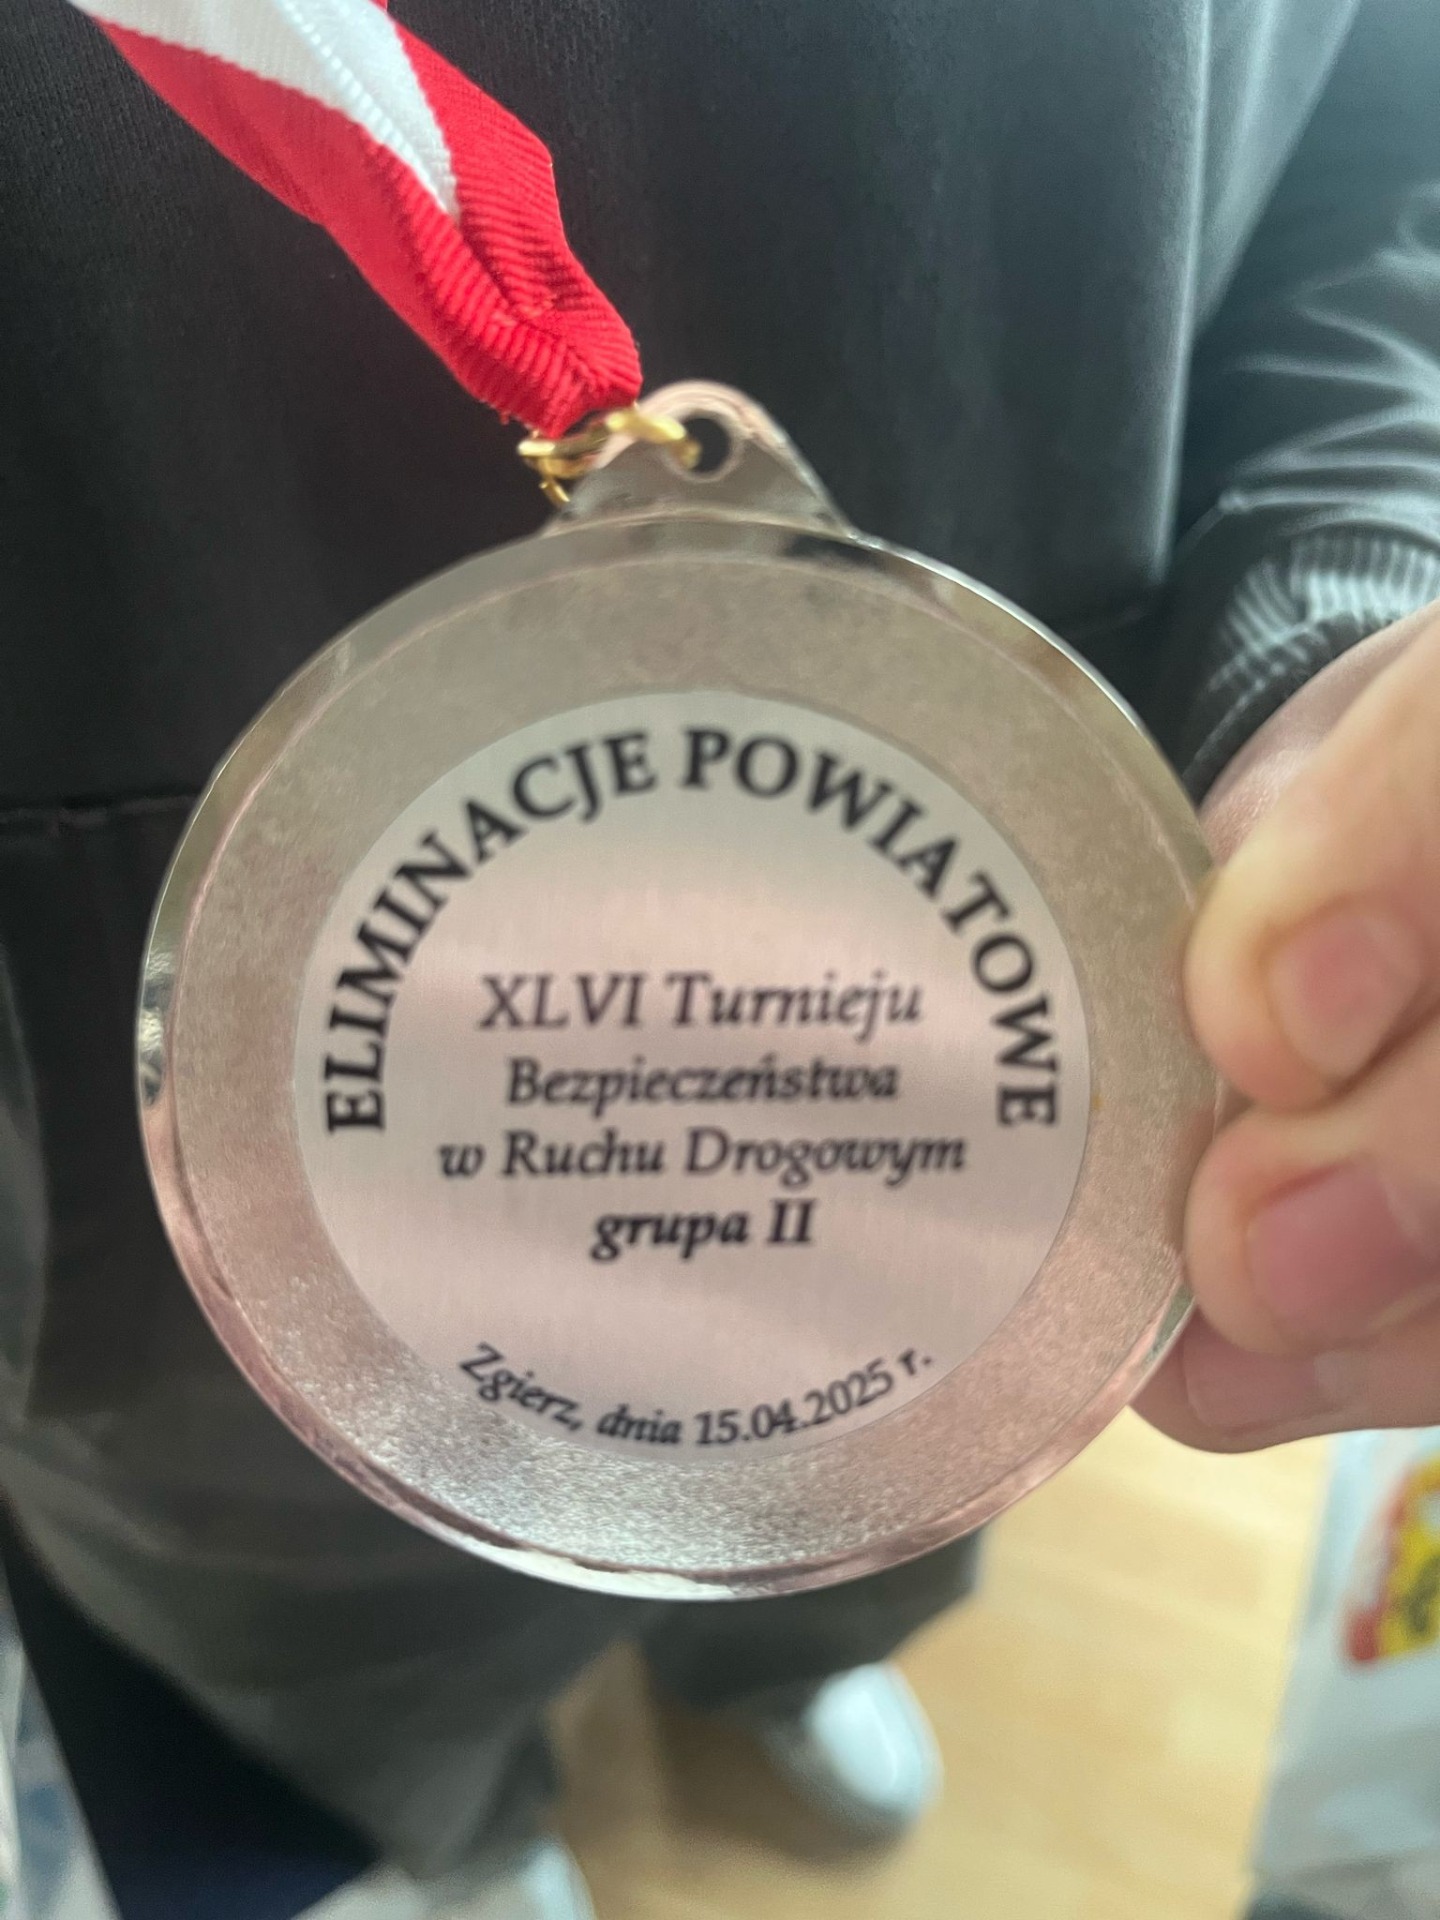 ELIMINACJE POWIATOWE
XLVI Turnieju
Bezpieczeństwa
w Ruchu Drogowym
grupa II
Zgierz, dnia 15.04.2025 r.